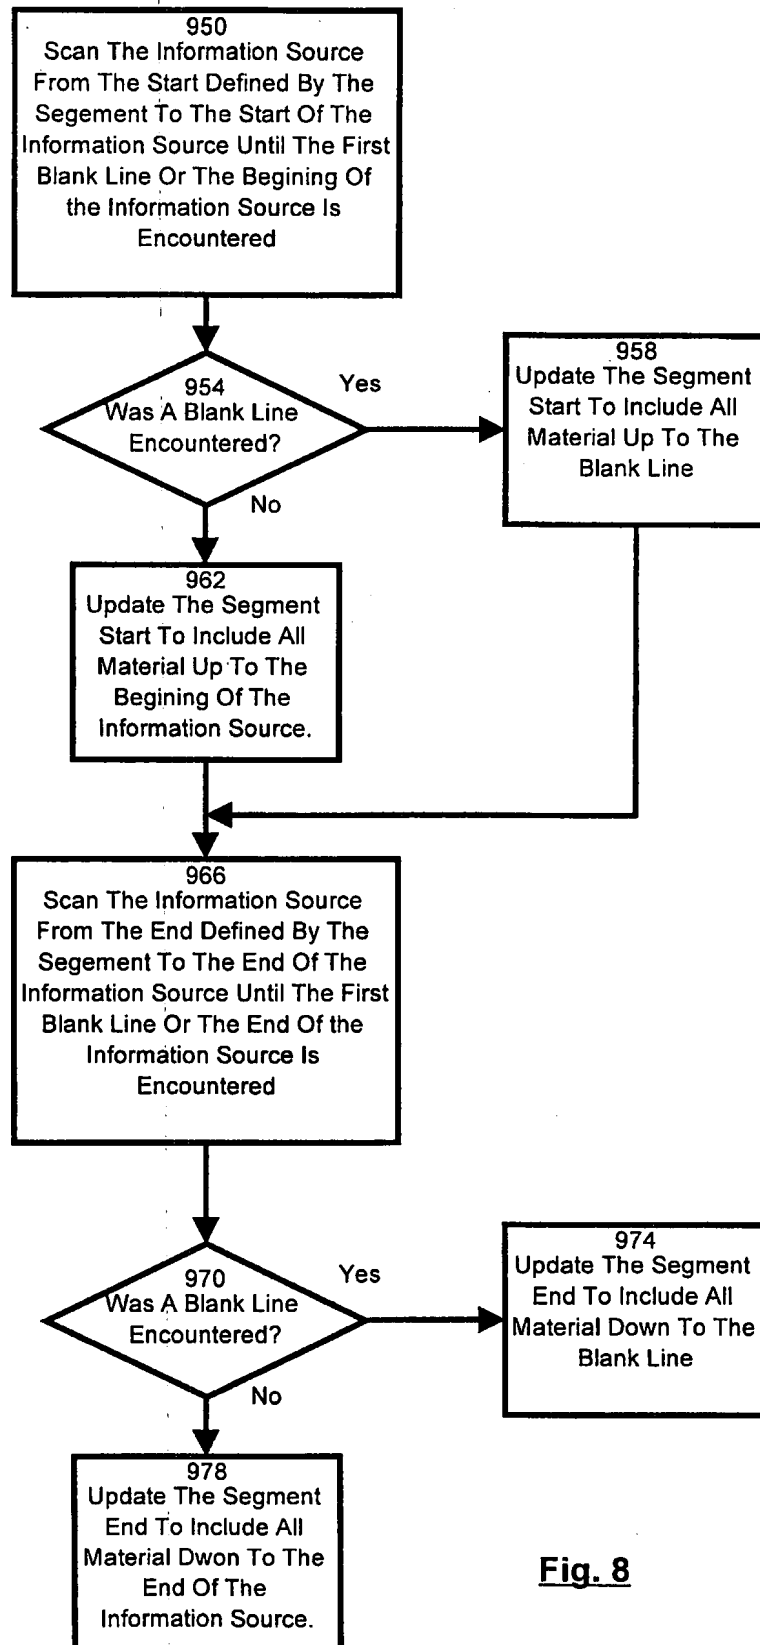 950
Scan The Information Source
From The Start Defined By The
Segement To The Start Of The
Information Source Until The First
Blank Line Or The Begining Of
the Information Source Is
Encountered
954
Was A Blank Line
Encountered?
Yes
No
958
Update The Segment
Start To Include All
Material Up To The
Blank Line
962
Update The Segment
Start To Include All
Material Up To The
Begining Of The
Information Source.
966
Scan The Information Source
From The End Defined By The
Segement To The End Of The
Information Source Until The First
Blank Line Or The End Of the
Information Source Is
Encountered
970
Was A Blank Line
Encountered?
Yes
No
974
Update The Segment
End To Include All
Material Down To The
Blank Line
978
Update The Segment
End To Include All
Material Dwon To The
End Of The
Information Source.
Fig. 8